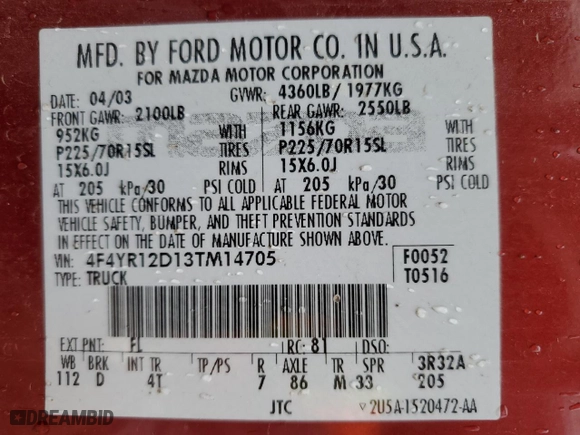 MFD. BY FORD MOTOR CO. IN U.S.A.
FOR MAZDA MOTOR CORPORATION
DATE: 04/03 GVWR: 4360LB/ 1977KG
FRONT GAWR: 2100LB REAR GAWR: 2550LB
952KG WITH 1156KG WITH
P225/70R15SL TIRES P225/70R15SL TIRES
15X6.0J RIMS 15X6.0J RIMS
AT 205 kPa/30 PSI COLD AT 205 kPa/30 PSI COLD
THIS VEHICLE CONFORMS TO ALL APPLICABLE FEDERAL MOTOR
VEHICLE SAFETY, BUMPER, AND THEFT PREVENTION STANDARDS
IN EFFECT ON THE DATE OF MANUFACTURE SHOWN ABOVE.
VIN: 4F4YR12D13TM14705 F0052
TYPE: TRUCK T0516
EXT PNT: FI RC: 81 DSO:
WB BRK INT TR TP/PS R AXLE TR SPR 3R32A
112 D 4T 7 86 M 33 205
JTC 2U5A-1520472-AA
DREAMBID